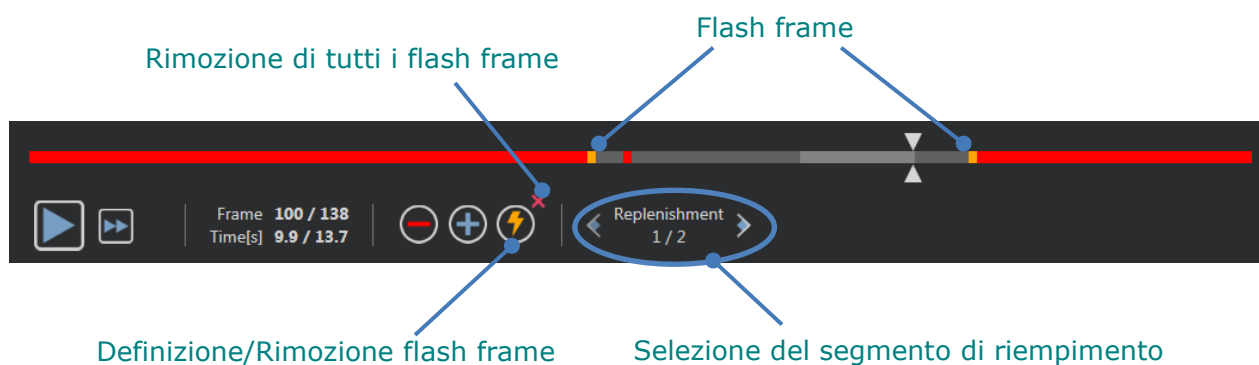 Flash frame
Rimozione di tutti i flash frame
Frame 100 / 138
Time[s] 9.9 / 13.7
Replenishment
1 / 2
Definizione/Rimozione flash frame
Selezione del segmento di riempimento